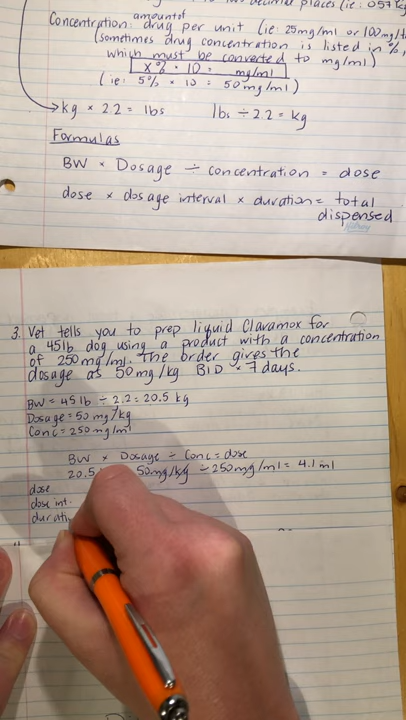 decimal places (ie: .057kg
amount of
Concentration: drug per unit (ie: 25mg/ml or 100mg/t
(sometimes drug concentration is listed in %,
which must be converted to mg/ml)
X% × 10 = mg/ml
(ie: 5% × 10 = 50mg/ml)
kg × 2.2 = lbs lbs ÷ 2.2 = kg
Formulas
BW × Dosage ÷ concentration = dose
dose × dosage interval × duration = total
dispensed
3. Vet tells you to prep liquid Clavamox for
a 45lb dog using a product with a concentration
of 250mg/ml. The order gives the
dosage as 50mg/kg BID × 7 days.
BW = 45 lb ÷ 2.2 = 20.5 kg
Dosage = 50 mg/kg
Conc = 250 mg/ml
BW × Dosage ÷ Conc = dose
20.5 50mg/kg ÷ 250mg/ml = 4.1 ml
dose
dose int.
durati